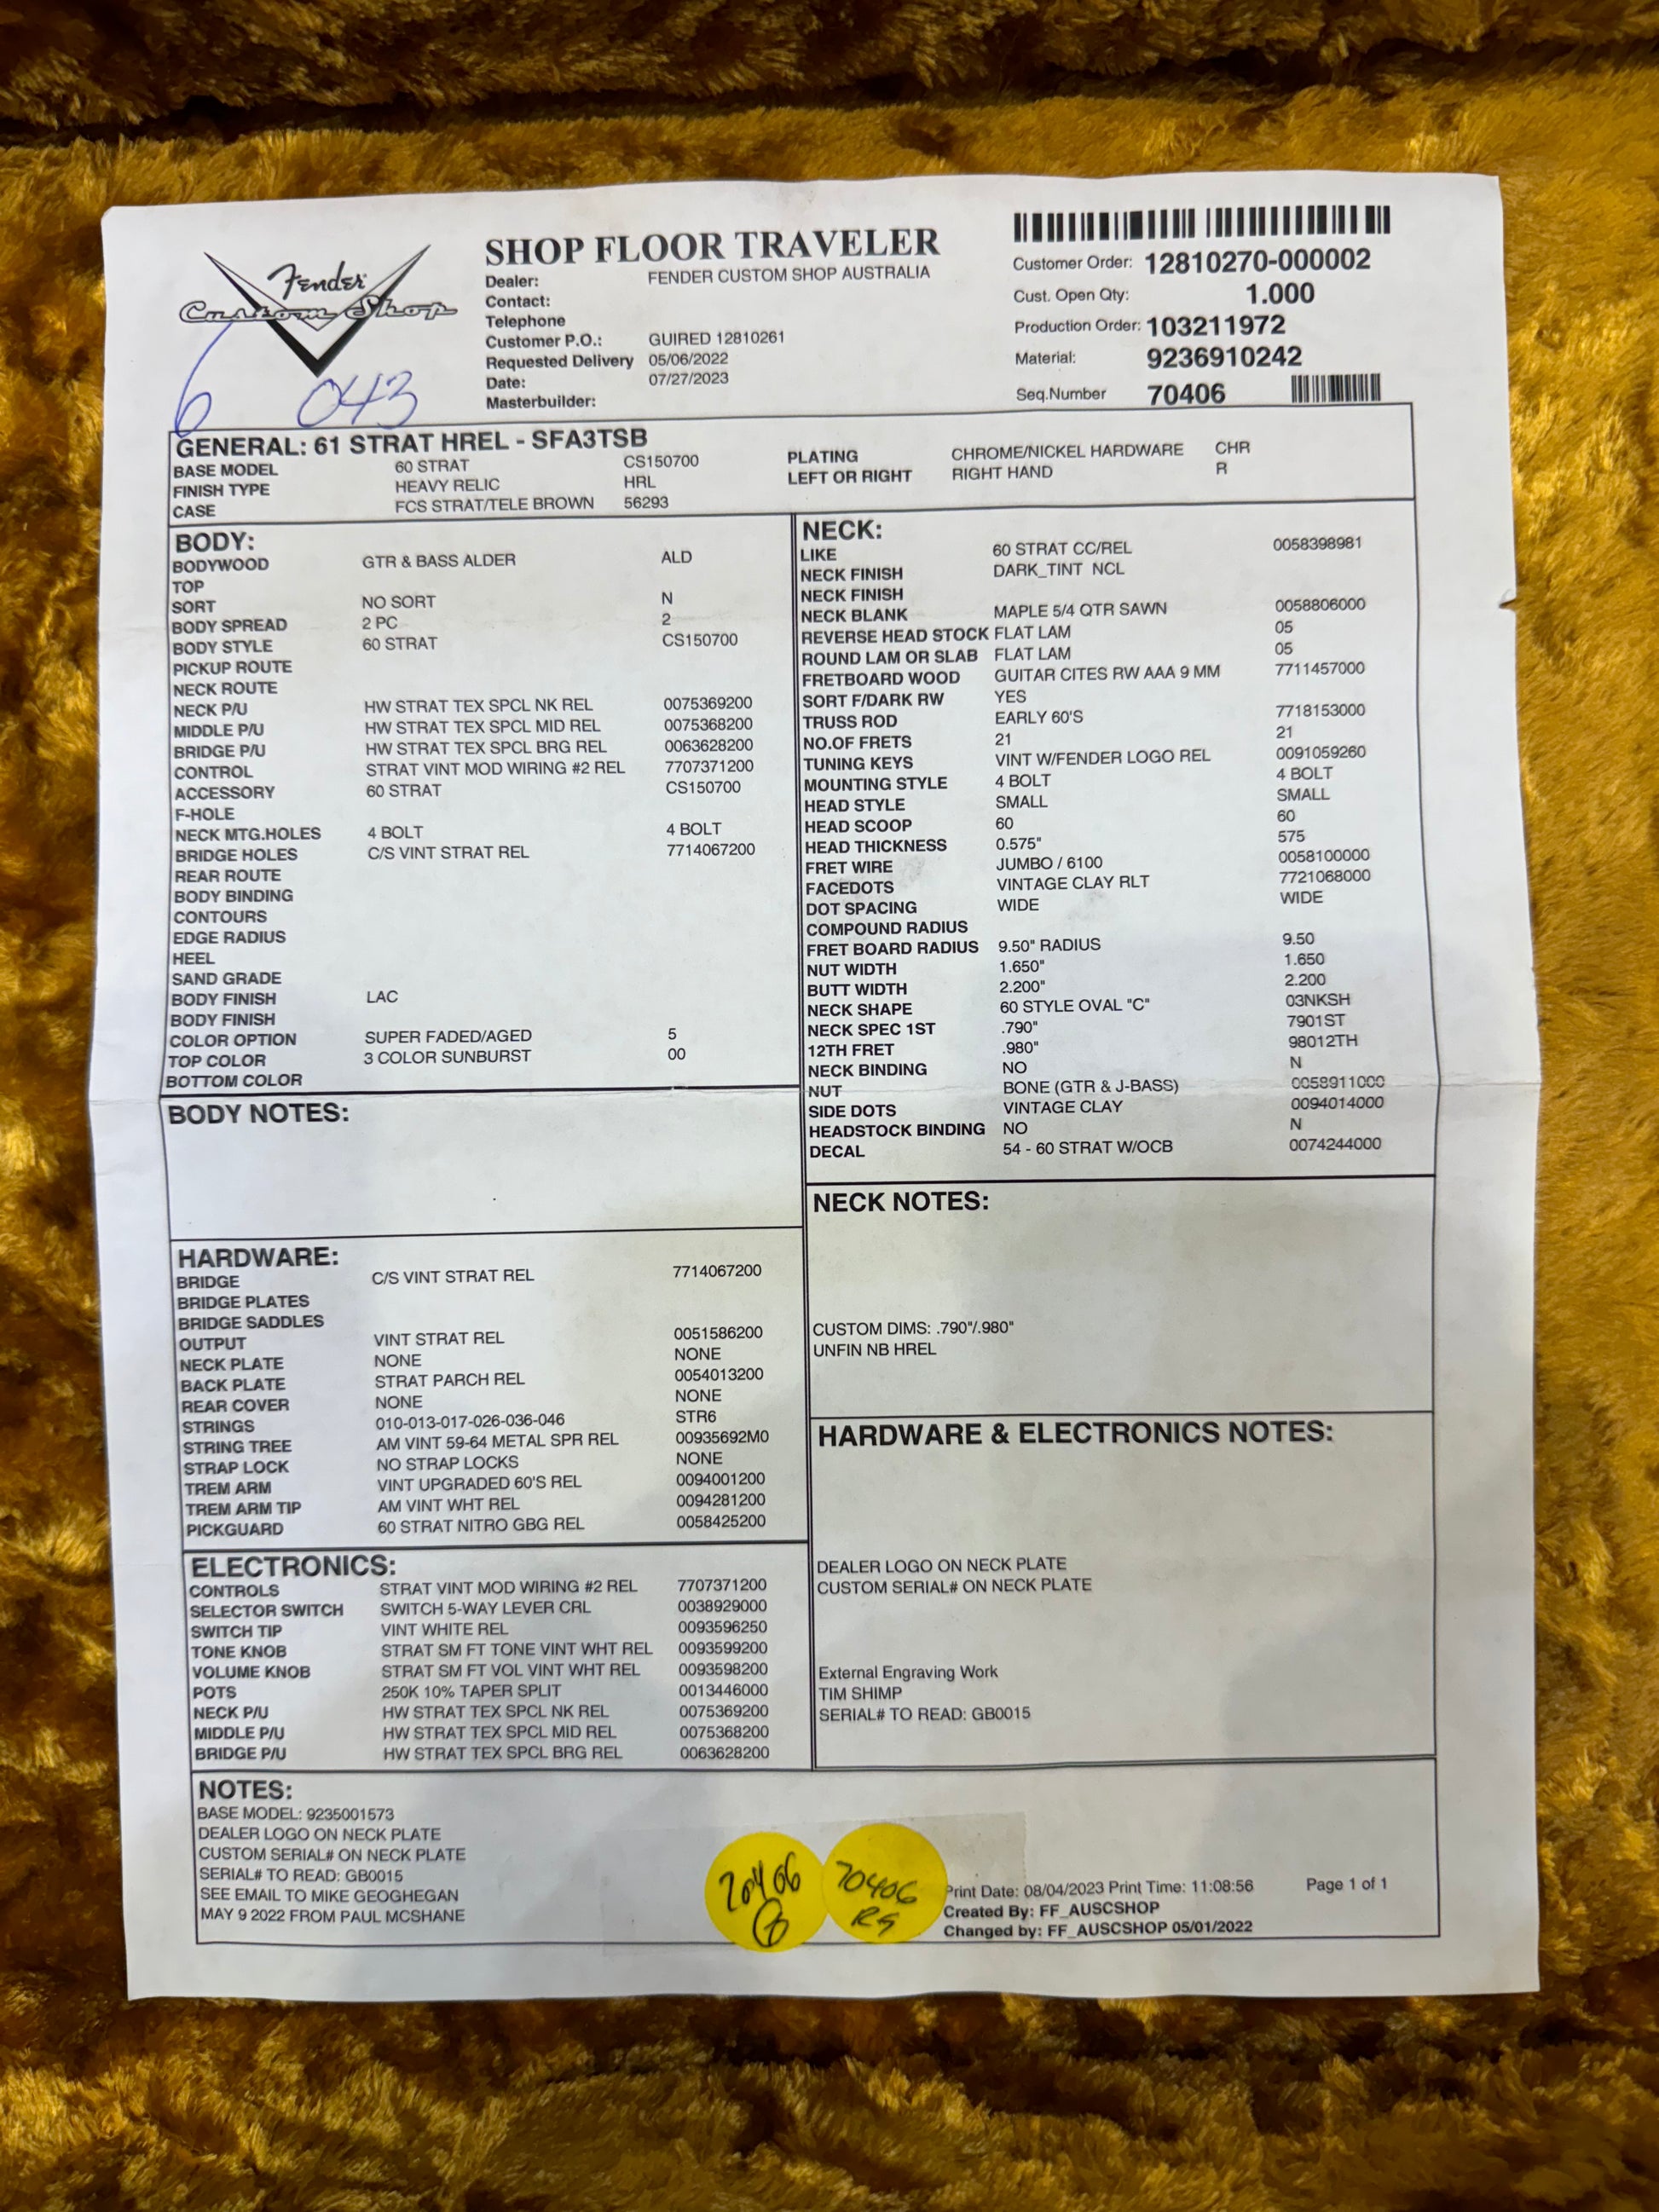 Fender
Custom Shop
6 043
SHOP FLOOR TRAVELER
Dealer: FENDER CUSTOM SHOP AUSTRALIA
Contact:
Telephone
Customer P.O.: GUIRED 12810261
Requested Delivery 05/06/2022
Date: 07/27/2023
Masterbuilder:
Customer Order: 12810270-000002
Cust. Open Qty: 1.000
Production Order: 103211972
Material: 9236910242
Seq.Number 70406
GENERAL: 61 STRAT HREL - SFA3TSB
BASE MODEL 60 STRAT CS150700
FINISH TYPE HEAVY RELIC HRL
CASE FCS STRAT/TELE BROWN 56293
PLATING CHROME/NICKEL HARDWARE CHR
LEFT OR RIGHT RIGHT HAND R
BODY:
BODYWOOD GTR & BASS ALDER ALD
TOP
SORT NO SORT N
BODY SPREAD 2 PC 2
BODY STYLE 60 STRAT CS150700
PICKUP ROUTE
NECK ROUTE
NECK P/U HW STRAT TEX SPCL NK REL 0075369200
MIDDLE P/U HW STRAT TEX SPCL MID REL 0075368200
BRIDGE P/U HW STRAT TEX SPCL BRG REL 0063628200
CONTROL STRAT VINT MOD WIRING #2 REL 7707371200
ACCESSORY 60 STRAT CS150700
F-HOLE
NECK MTG.HOLES 4 BOLT 4 BOLT
BRIDGE HOLES C/S VINT STRAT REL 7714067200
REAR ROUTE
BODY BINDING
CONTOURS
EDGE RADIUS
HEEL
SAND GRADE
BODY FINISH LAC
BODY FINISH
COLOR OPTION SUPER FADED/AGED 5
TOP COLOR 3 COLOR SUNBURST 00
BOTTOM COLOR
BODY NOTES:
NECK:
LIKE 60 STRAT CC/REL 0058398981
NECK FINISH DARK_TINT NCL
NECK FINISH
NECK BLANK MAPLE 5/4 QTR SAWN 0058806000
REVERSE HEAD STOCK FLAT LAM 05
ROUND LAM OR SLAB FLAT LAM 05
FRETBOARD WOOD GUITAR CITES RW AAA 9 MM 7711457000
SORT F/DARK RW YES
TRUSS ROD EARLY 60'S 7718153000
NO.OF FRETS 21 21
TUNING KEYS VINT W/FENDER LOGO REL 0091059260
MOUNTING STYLE 4 BOLT 4 BOLT
HEAD STYLE SMALL SMALL
HEAD SCOOP 60 60
HEAD THICKNESS 0.575" 575
FRET WIRE JUMBO / 6100 0058100000
FACEDOTS VINTAGE CLAY RLT 7721068000
DOT SPACING WIDE WIDE
COMPOUND RADIUS
FRET BOARD RADIUS 9.50" RADIUS 9.50
NUT WIDTH 1.650" 1.650
BUTT WIDTH 2.200" 2.200
NECK SHAPE 60 STYLE OVAL "C" 03NKSH
NECK SPEC 1ST .790" 7901ST
12TH FRET .980" 98012TH
NECK BINDING NO N
NUT BONE (GTR & J-BASS) 0058911000
SIDE DOTS VINTAGE CLAY 0094014000
HEADSTOCK BINDING NO N
DECAL 54 - 60 STRAT W/OCB 0074244000
NECK NOTES:
CUSTOM DIMS: .790"/.980"
UNFIN NB HREL
HARDWARE:
BRIDGE C/S VINT STRAT REL 7714067200
BRIDGE PLATES
BRIDGE SADDLES
OUTPUT VINT STRAT REL 0051586200
NECK PLATE NONE NONE
BACK PLATE STRAT PARCH REL 0054013200
REAR COVER NONE NONE
STRINGS 010-013-017-026-036-046 STR6
STRING TREE AM VINT 59-64 METAL SPR REL 00935692M0
STRAP LOCK NO STRAP LOCKS NONE
TREM ARM VINT UPGRADED 60'S REL 0094001200
TREM ARM TIP AM VINT WHT REL 0094281200
PICKGUARD 60 STRAT NITRO GBG REL 0058425200
ELECTRONICS:
CONTROLS STRAT VINT MOD WIRING #2 REL 7707371200
SELECTOR SWITCH SWITCH 5-WAY LEVER CRL 0038929000
SWITCH TIP VINT WHITE REL 0093596250
TONE KNOB STRAT SM FT TONE VINT WHT REL 0093599200
VOLUME KNOB STRAT SM FT VOL VINT WHT REL 0093598200
POTS 250K 10% TAPER SPLIT 0013446000
NECK P/U HW STRAT TEX SPCL NK REL 0075369200
MIDDLE P/U HW STRAT TEX SPCL MID REL 0075368200
BRIDGE P/U HW STRAT TEX SPCL BRG REL 0063628200
HARDWARE & ELECTRONICS NOTES:
DEALER LOGO ON NECK PLATE
CUSTOM SERIAL# ON NECK PLATE
External Engraving Work
TIM SHIMP
SERIAL# TO READ: GB0015
NOTES:
BASE MODEL: 9235001573
DEALER LOGO ON NECK PLATE
CUSTOM SERIAL# ON NECK PLATE
SERIAL# TO READ: GB0015
SEE EMAIL TO MIKE GEOGHEGAN
MAY 9 2022 FROM PAUL MCSHANE
70406
70406
RG
Print Date: 08/04/2023 Print Time: 11:08:56 Page 1 of 1
Created By: FF_AUSCSHOP
Changed by: FF_AUSCSHOP 05/01/2022